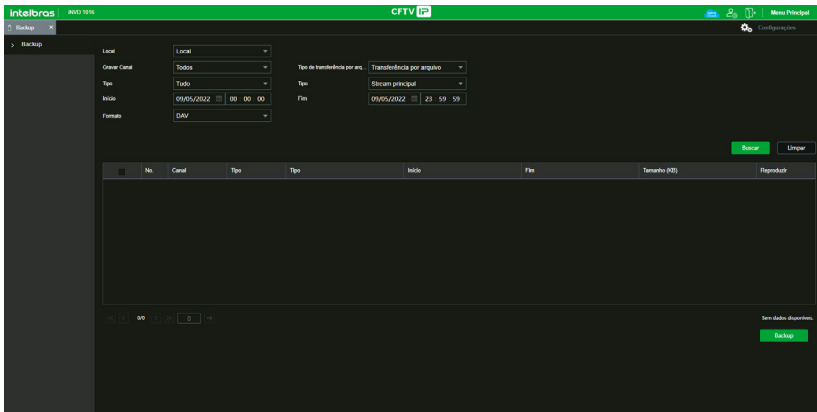 intelbras INVD 1016 CFTV IP Menu Principal
Backup × Configurações
> Backup
Local Local
Gravar Canal Todos Tipo de transferência por arq... Transferência por arquivo
Tipo Tudo Tipo Stream principal
Início 09/05/2022 00 00 00 Fim 09/05/2022 23 59 59
Formato DAV
Buscar Limpar
No. Canal Tipo Tipo Início Fim Tamanho (KB) Reproduzir
0/0 0 Sem dados disponíveis.
Backup